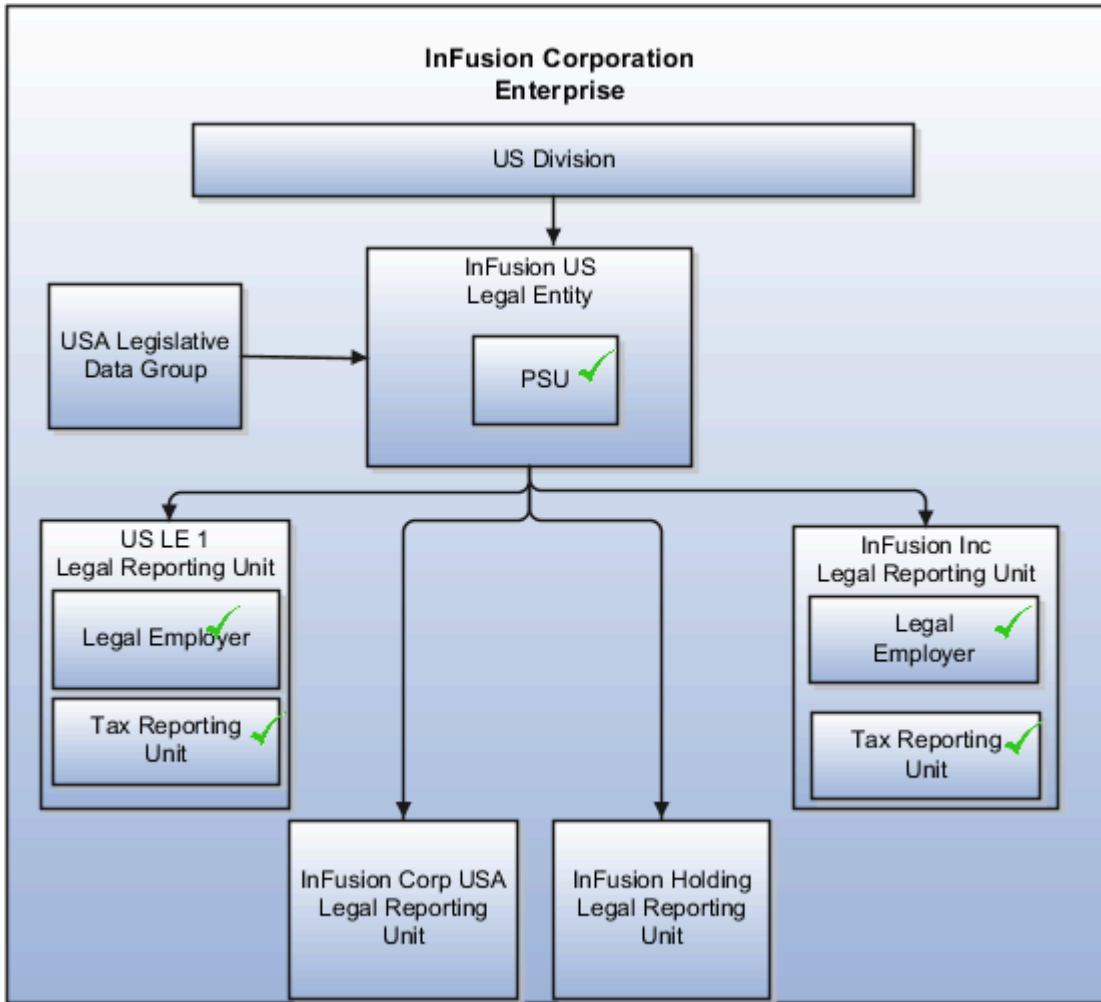 InFusion Corporation
Enterprise
US Division
InFusion US
Legal Entity
USA Legislative
Data Group
PSU
US LE 1
Legal Reporting Unit
Legal Employer
Tax Reporting
Unit
InFusion Inc
Legal Reporting Unit
Legal
Employer
Tax Reporting
Unit
InFusion Corp USA
Legal Reporting
Unit
InFusion Holding
Legal Reporting
Unit